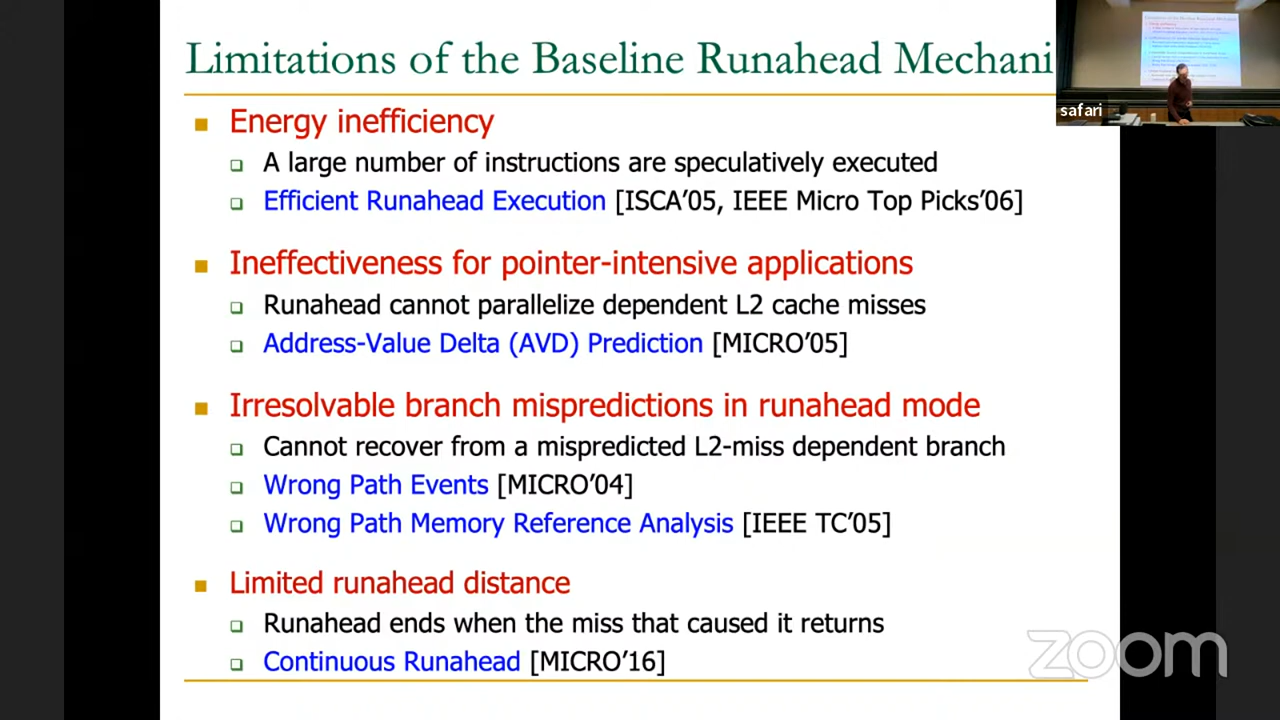 Limitations of the Baseline Runahead Mechani
safari
Energy inefficiency
A large number of instructions are speculatively executed
Efficient Runahead Execution [ISCA’05, IEEE Micro Top Picks’06]
Ineffectiveness for pointer-intensive applications
Runahead cannot parallelize dependent L2 cache misses
Address-Value Delta (AVD) Prediction [MICRO’05]
Irresolvable branch mispredictions in runahead mode
Cannot recover from a mispredicted L2-miss dependent branch
Wrong Path Events [MICRO’04]
Wrong Path Memory Reference Analysis [IEEE TC’05]
Limited runahead distance
Runahead ends when the miss that caused it returns
Continuous Runahead [MICRO’16]
zoom